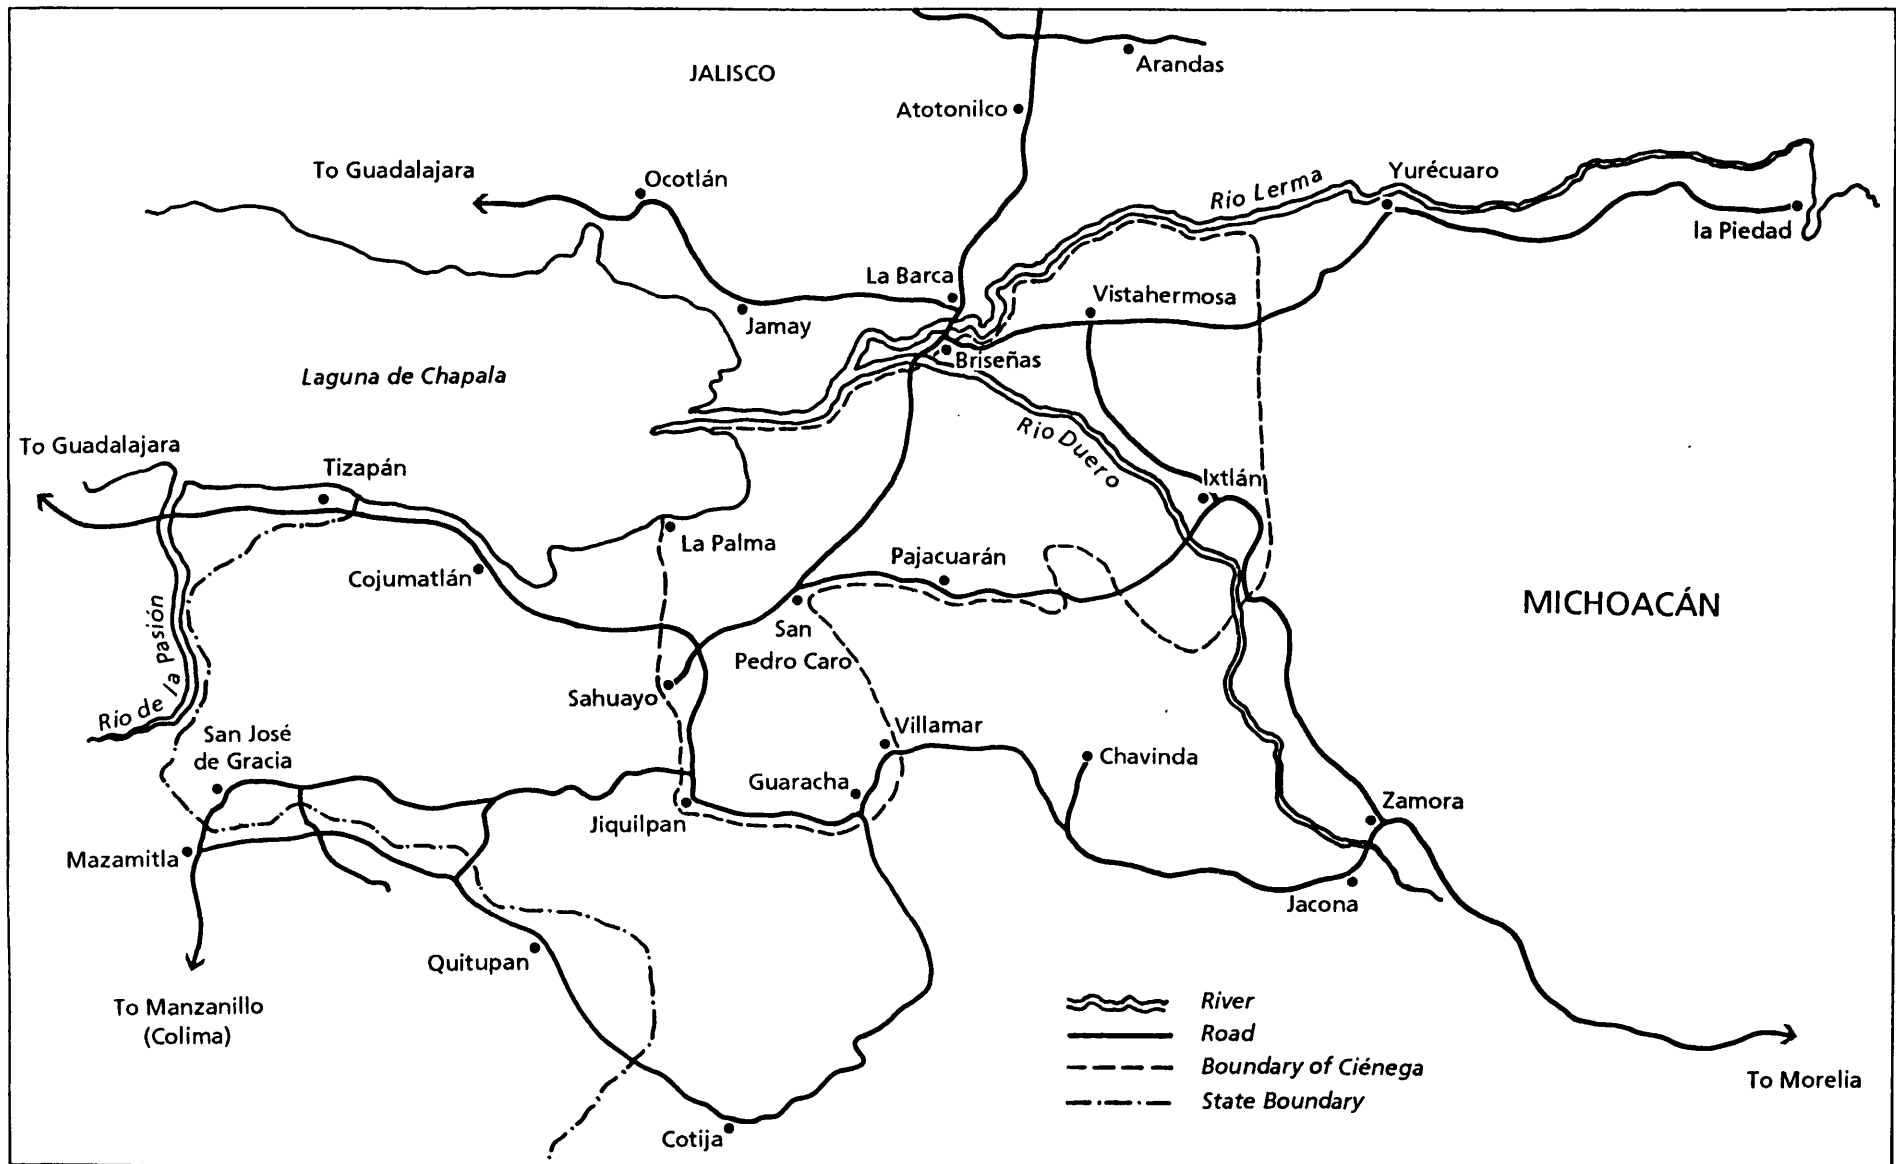 JALISCO
Arandas
Atotonilco
To Guadalajara
Ocotlán
Río Lerma
Yurécuaro
la Piedad
La Barca
Vistahermosa
Jamay
Briseñas
Laguna de Chapala
Río Duero
To Guadalajara
Tizapán
Ixtlán
La Palma
Cojumatlán
Pajacuarán
MICHOACÁN
San
Pedro Caro
Río de la Pasión
Sahuayo
San José
de Gracia
Villamar
Chavinda
Guaracha
Zamora
Jiquilpan
Mazamitla
Jacona
Quitupan
To Manzanillo
(Colima)
River
Road
Boundary of Ciénega
State Boundary
To Morelia
Cotija